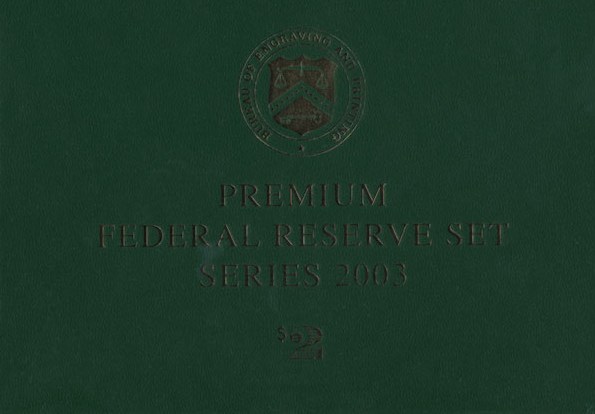 BUREAU OF ENGRAVING AND PRINTING
PREMIUM
FEDERAL RESERVE SET
SERIES 2003
$2